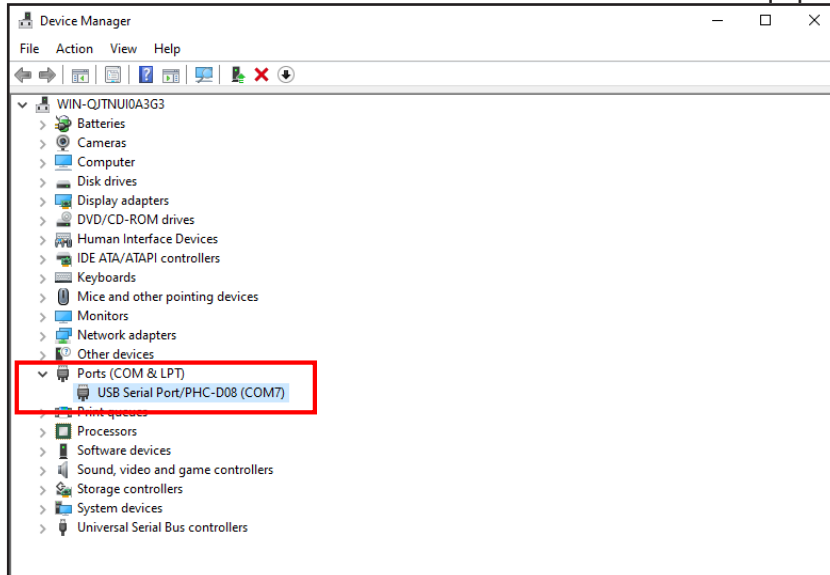 Device Manager
File Action View Help
WIN-QJTNUI0A3G3
Batteries
Cameras
Computer
Disk drives
Display adapters
DVD/CD-ROM drives
Human Interface Devices
IDE ATA/ATAPI controllers
Keyboards
Mice and other pointing devices
Monitors
Network adapters
Other devices
Ports (COM & LPT)
USB Serial Port/PHC-D08 (COM7)
Print queues
Processors
Software devices
Sound, video and game controllers
Storage controllers
System devices
Universal Serial Bus controllers